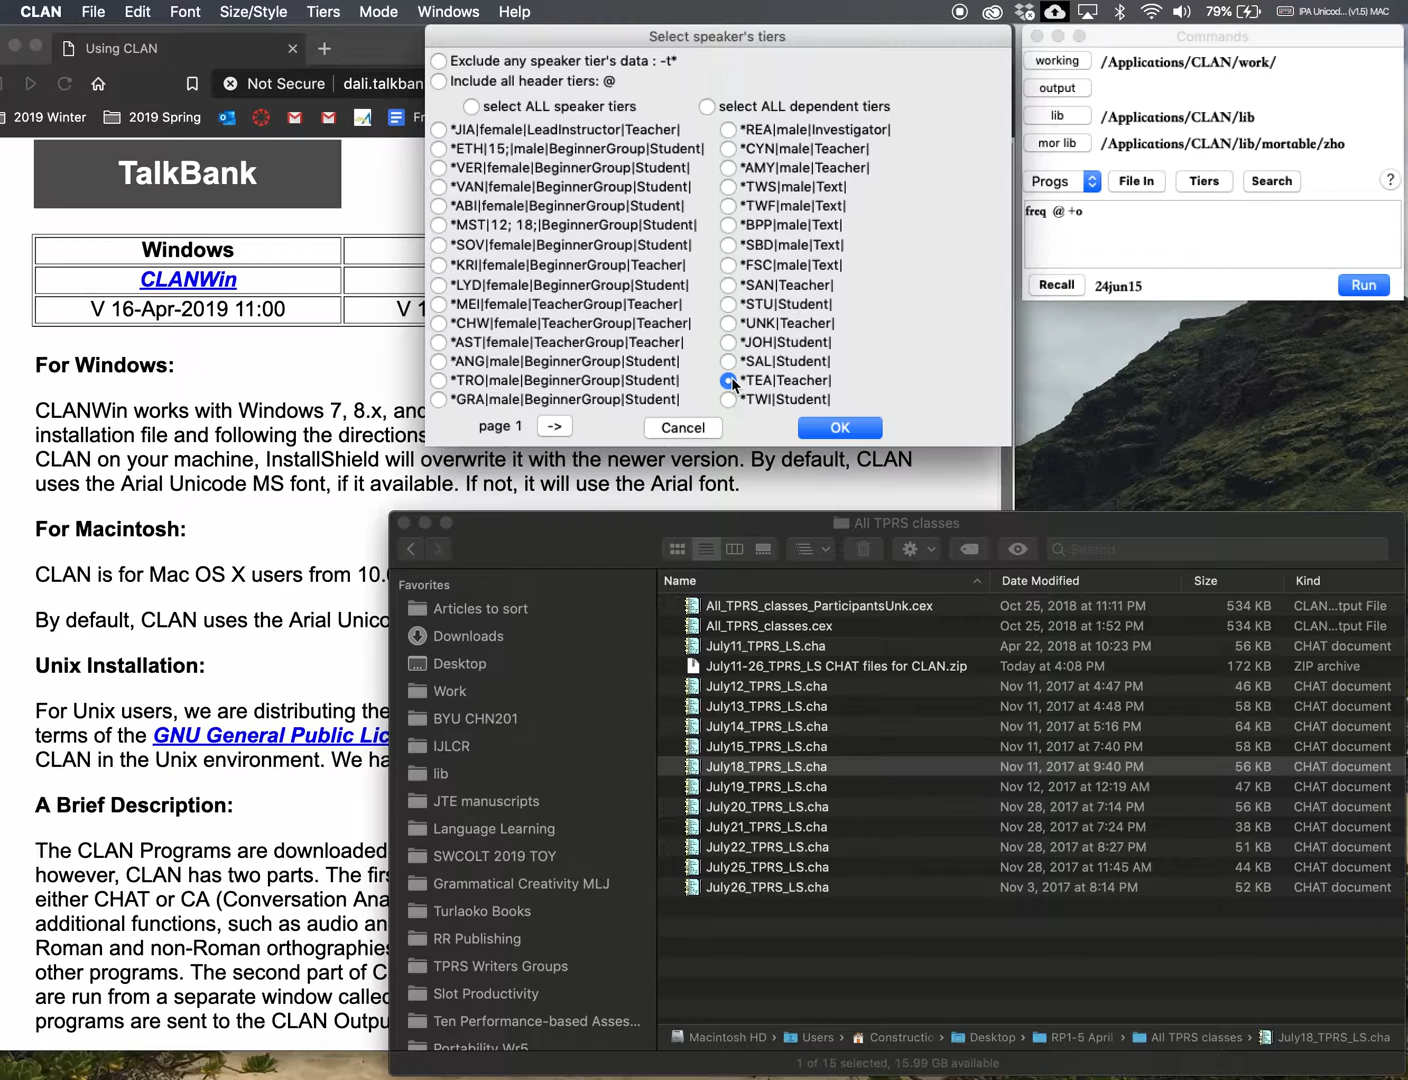 CLAN File Edit Font Size/Style Tiers Mode Windows Help
79% IPA Unicod... (v1.5) MAC
Using CLAN
Not Secure dali.talkban
2019 Winter 2019 Spring
TalkBank
Windows
CLANWin
V 16-Apr-2019 11:00
For Windows:
CLANWin works with Windows 7, 8.x, and
installation file and following the directions
CLAN on your machine, InstallShield will overwrite it with the newer version. By default, CLAN
uses the Arial Unicode MS font, if it available. If not, it will use the Arial font.
For Macintosh:
CLAN is for Mac OS X users from 10.
By default, CLAN uses the Arial Unico
Unix Installation:
For Unix users, we are distributing the
terms of the GNU General Public Lic
CLAN in the Unix environment. We ha
A Brief Description:
The CLAN Programs are downloaded
however, CLAN has two parts. The firs
either CHAT or CA (Conversation Ana
additional functions, such as audio an
Roman and non-Roman orthographies
other programs. The second part of C
are run from a separate window called
programs are sent to the CLAN Outpu
Select speaker's tiers
Exclude any speaker tier's data : -t*
Include all header tiers: @
select ALL speaker tiers
select ALL dependent tiers
*JIA|female|LeadInstructor|Teacher|
*ETH|15;|male|BeginnerGroup|Student|
*VER|female|BeginnerGroup|Student|
*VAN|female|BeginnerGroup|Student|
*ABI|female|BeginnerGroup|Student|
*MST|12; 18;|BeginnerGroup|Student|
*SOV|female|BeginnerGroup|Student|
*KRI|female|BeginnerGroup|Teacher|
*LYD|female|BeginnerGroup|Student|
*MEI|female|TeacherGroup|Teacher|
*CHW|female|TeacherGroup|Teacher|
*AST|female|TeacherGroup|Teacher|
*ANG|male|BeginnerGroup|Student|
*TRO|male|BeginnerGroup|Student|
*GRA|male|BeginnerGroup|Student|
*REA|male|Investigator|
*CYN|male|Teacher|
*AMY|male|Teacher|
*TWS|male|Text|
*TWF|male|Text|
*BPP|male|Text|
*SBD|male|Text|
*FSC|male|Text|
*SAN|Teacher|
*STU|Student|
*UNK|Teacher|
*JOH|Student|
*SAL|Student|
*TEA|Teacher|
*TWI|Student|
page 1 -> Cancel OK
Commands
working /Applications/CLAN/work/
output
lib /Applications/CLAN/lib
mor lib /Applications/CLAN/lib/mortable/zho
Progs File In Tiers Search ?
freq @ +o
Recall 24jun15 Run
All TPRS classes
Search
Favorites
Articles to sort
Downloads
Desktop
Work
BYU CHN201
IJLCR
lib
JTE manuscripts
Language Learning
SWCOLT 2019 TOY
Grammatical Creativity MLJ
Turlaoko Books
RR Publishing
TPRS Writers Groups
Slot Productivity
Ten Performance-based Asses...
Portability Wr5
Name Date Modified Size Kind
All_TPRS_classes_ParticipantsUnk.cex Oct 25, 2018 at 11:11 PM 534 KB CLAN...tput File
All_TPRS_classes.cex Oct 25, 2018 at 1:52 PM 534 KB CLAN...tput File
July11_TPRS_LS.cha Apr 22, 2018 at 10:23 PM 56 KB CHAT document
July11-26_TPRS_LS CHAT files for CLAN.zip Today at 4:08 PM 172 KB ZIP archive
July12_TPRS_LS.cha Nov 11, 2017 at 4:47 PM 46 KB CHAT document
July13_TPRS_LS.cha Nov 11, 2017 at 4:48 PM 58 KB CHAT document
July14_TPRS_LS.cha Nov 11, 2017 at 5:16 PM 64 KB CHAT document
July15_TPRS_LS.cha Nov 11, 2017 at 7:40 PM 58 KB CHAT document
July18_TPRS_LS.cha Nov 11, 2017 at 9:40 PM 56 KB CHAT document
July19_TPRS_LS.cha Nov 12, 2017 at 12:19 AM 47 KB CHAT document
July20_TPRS_LS.cha Nov 28, 2017 at 7:14 PM 56 KB CHAT document
July21_TPRS_LS.cha Nov 28, 2017 at 7:24 PM 38 KB CHAT document
July22_TPRS_LS.cha Nov 28, 2017 at 8:27 PM 51 KB CHAT document
July25_TPRS_LS.cha Nov 28, 2017 at 11:45 AM 44 KB CHAT document
July26_TPRS_LS.cha Nov 3, 2017 at 8:14 PM 52 KB CHAT document
Macintosh HD > Users > Constructic > Desktop > RP1-5 April > All TPRS classes > July18_TPRS_LS.cha
1 of 15 selected, 15.99 GB available